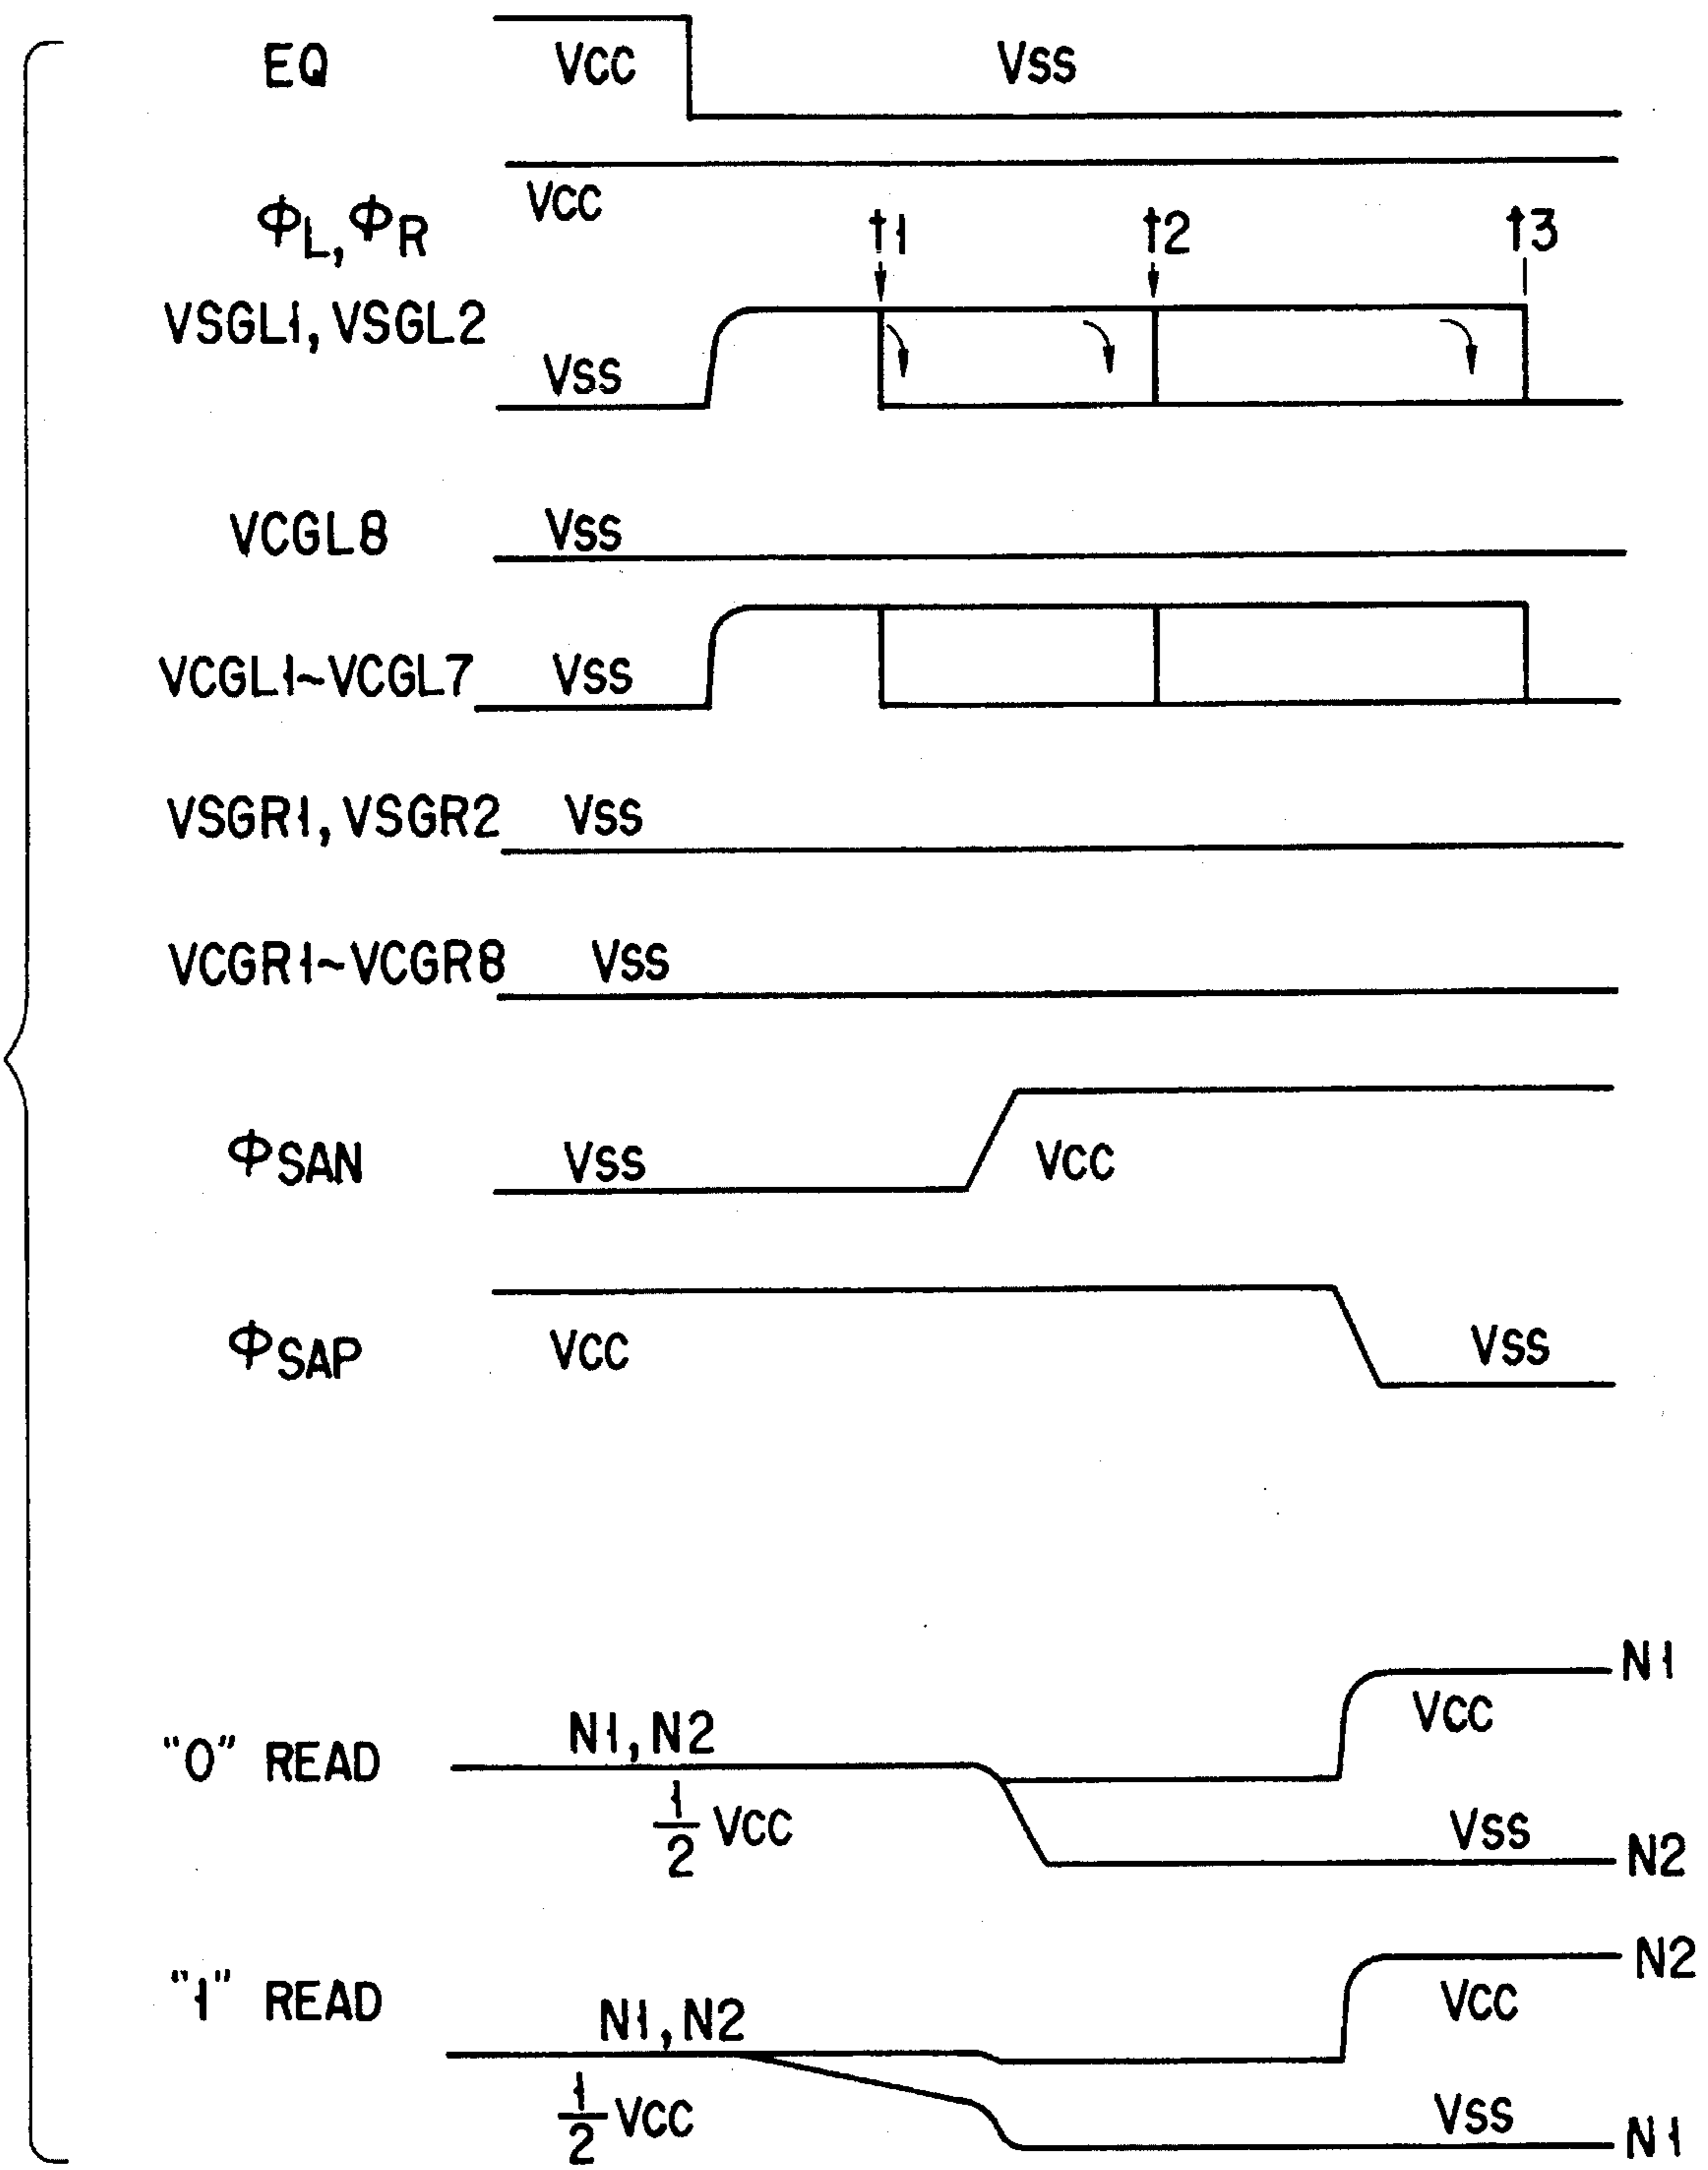 EQ VCC VSS
VCC
ΦL, ΦR t1 t2 t3
VSGL1, VSGL2
VSS
VCGL8 VSS
VCGL1~VCGL7 VSS
VSGR1, VSGR2 VSS
VCGR1~VCGR8 VSS
ΦSAN VSS VCC
ΦSAP VCC VSS
N1
VCC
"0" READ N1, N2
1/2 VCC VSS
N2
N2
"1" READ N1, N2 VCC
1/2 VCC VSS
N1